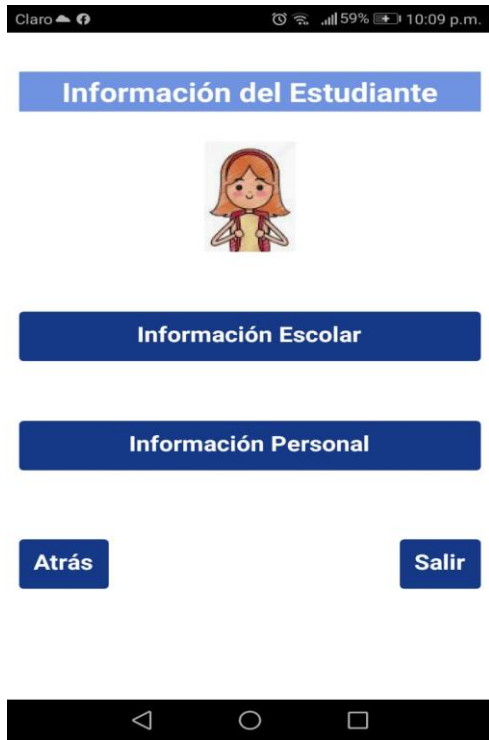 Claro 59% 10:09 p.m.
Información del Estudiante
Información Escolar
Información Personal
Atrás Salir